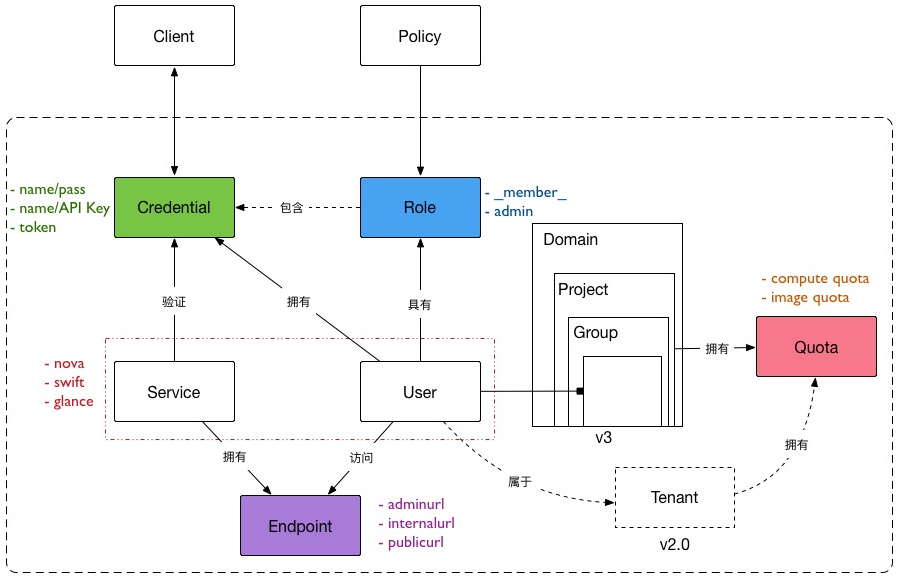 Client
Policy
- name/pass
- name/API Key
- token
Credential
包含
Role
- _member_
- admin
Domain
Project
Group
v3
- compute quota
- image quota
Quota
验证
拥有
具有
拥有
- nova
- swift
- glance
Service
User
拥有
访问
属于
拥有
Tenant
v2.0
Endpoint
- adminurl
- internalurl
- publicurl